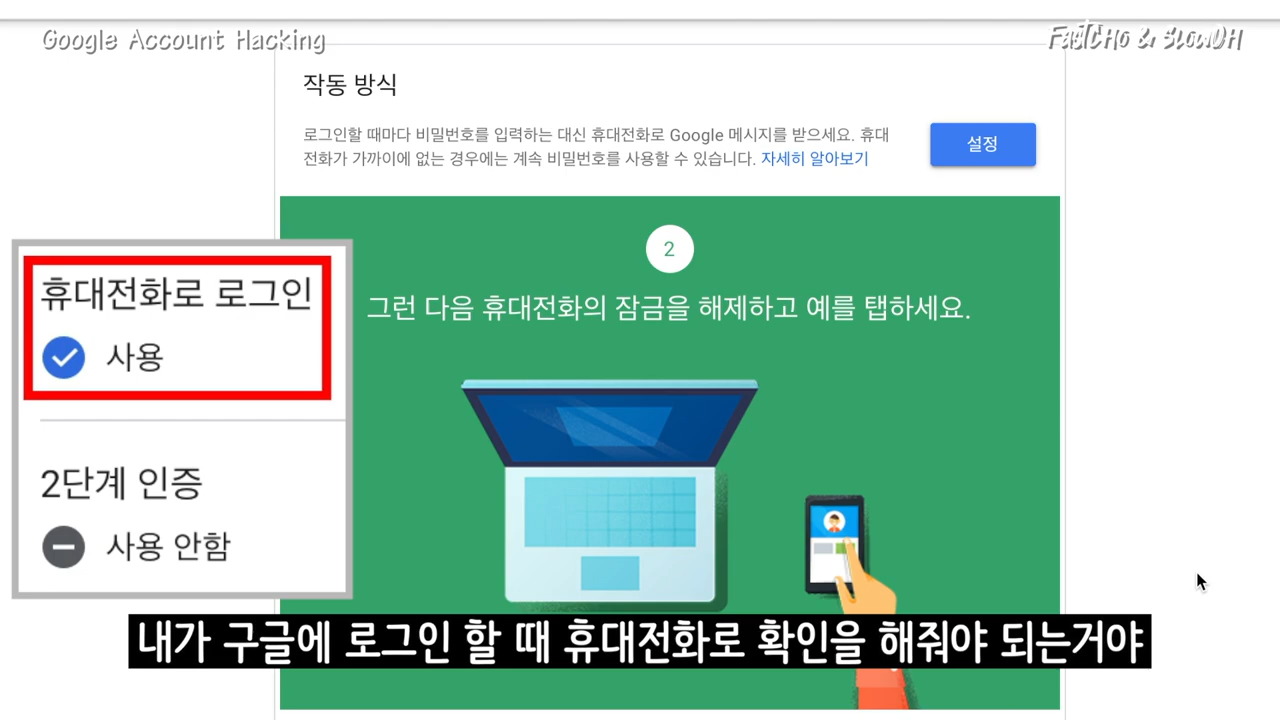 Google Account Hacking
FaSTCHo & SLowDH
작동 방식
로그인할 때마다 비밀번호를 입력하는 대신 휴대전화로 Google 메시지를 받으세요. 휴대
전화가 가까이에 없는 경우에는 계속 비밀번호를 사용할 수 있습니다. 자세히 알아보기
설정
2
그런 다음 휴대전화의 잠금을 해제하고 예를 탭하세요.
휴대전화로 로그인
사용
2단계 인증
사용 안함
내가 구글에 로그인 할 때 휴대전화로 확인을 해줘야 되는거야